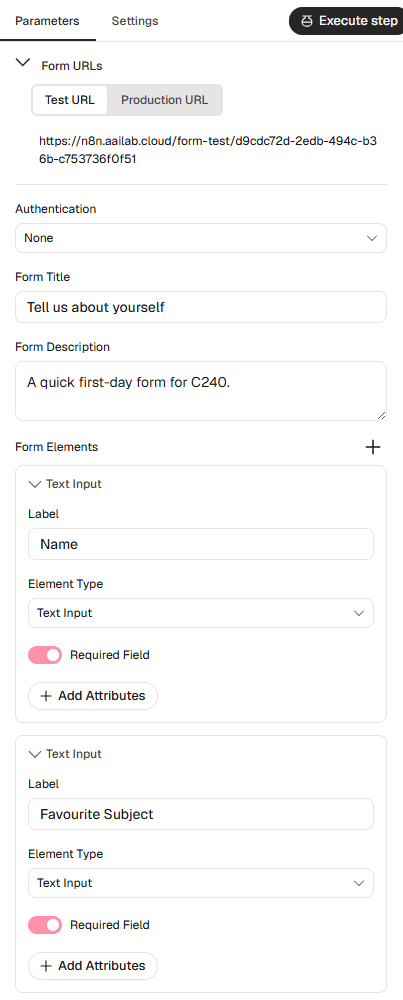 Parameters
Settings
Execute step
Form URLs
Test URL
Production URL
https://n8n.aailab.cloud/form-test/d9cdc72d-2edb-494c-b3
6b-c753736f0f51
Authentication
None
Form Title
Tell us about yourself
Form Description
A quick first-day form for C240.
Form Elements
Text Input
Label
Name
Element Type
Text Input
Required Field
Add Attributes
Text Input
Label
Favourite Subject
Element Type
Text Input
Required Field
Add Attributes